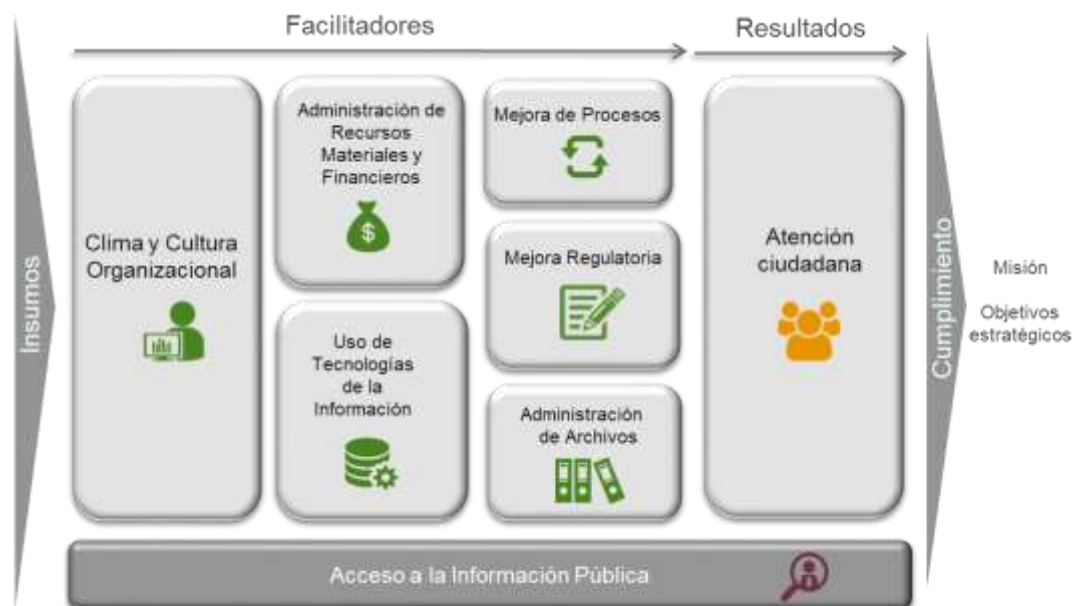 Facilitadores
Resultados
Insumos
Clima y Cultura
Organizacional
Administración de
Recursos
Materiales y
Financieros
$
Uso de
Tecnologías
de la
Información
Mejora de Procesos
Mejora Regulatoria
Administración
de Archivos
Atención
ciudadana
Cumplimiento
Misión
Objetivos
estratégicos
Acceso a la Información Pública